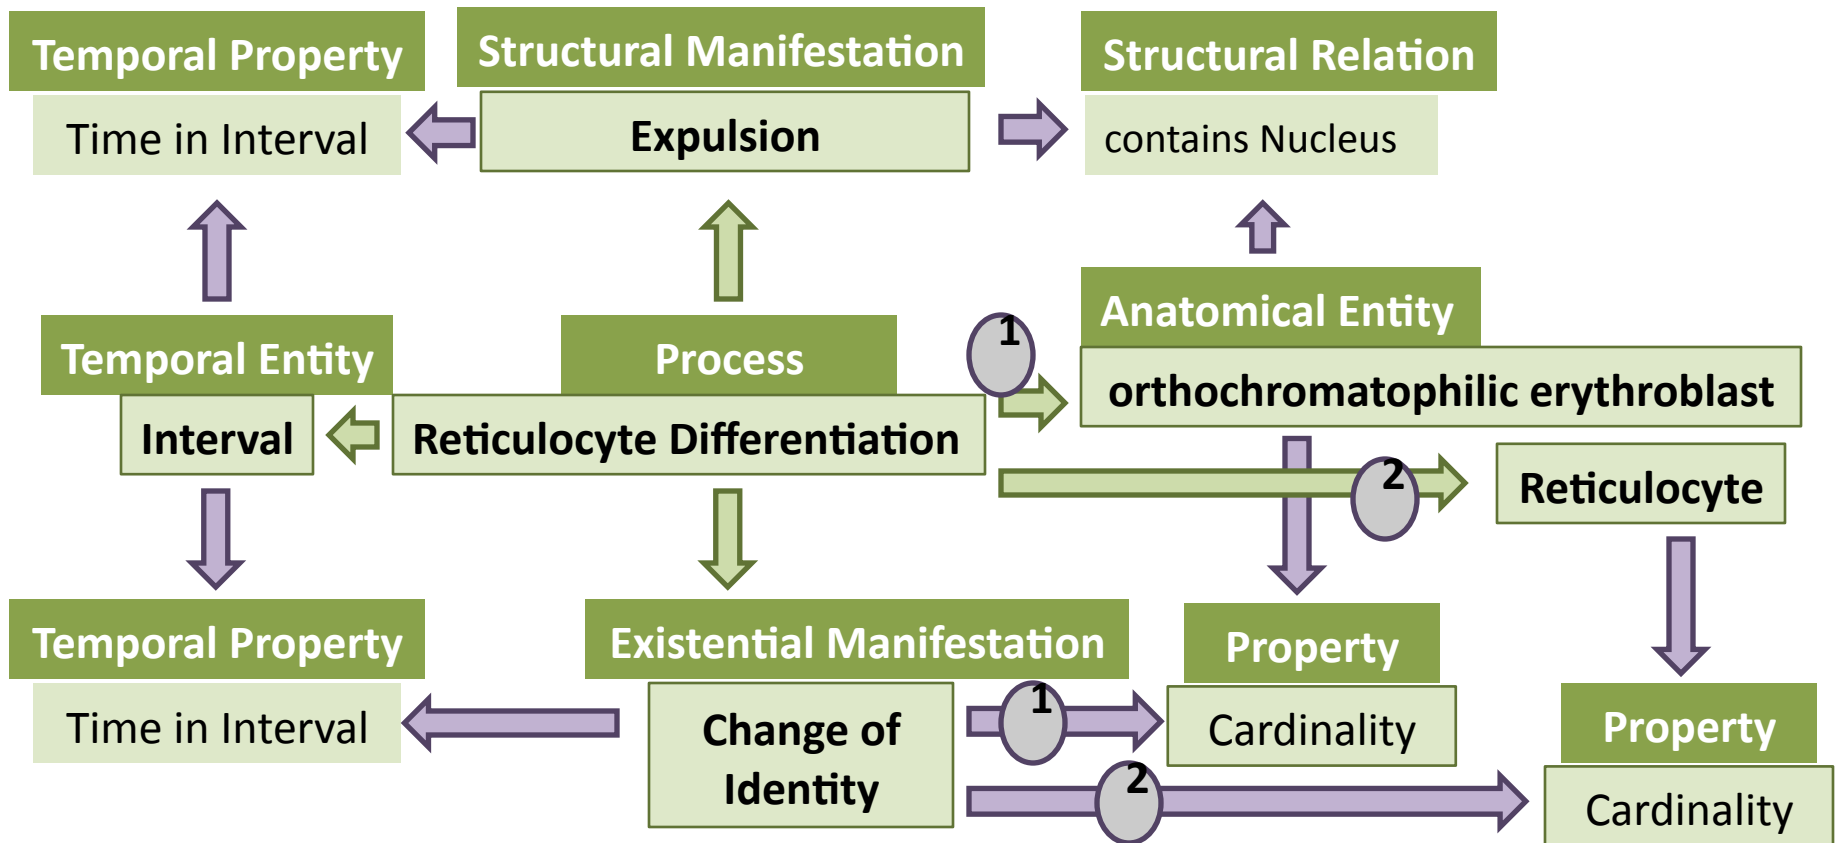 Temporal Property
Structural Manifestation
Structural Relation
Time in Interval
Expulsion
contains Nucleus
Temporal Entity
Process
1
Anatomical Entity
Interval
Reticulocyte Differentiation
orthochromatophilic erythroblast
2
Reticulocyte
Temporal Property
Existential Manifestation
Property
Time in Interval
Change of
Identity
1
Cardinality
2
Property
Cardinality